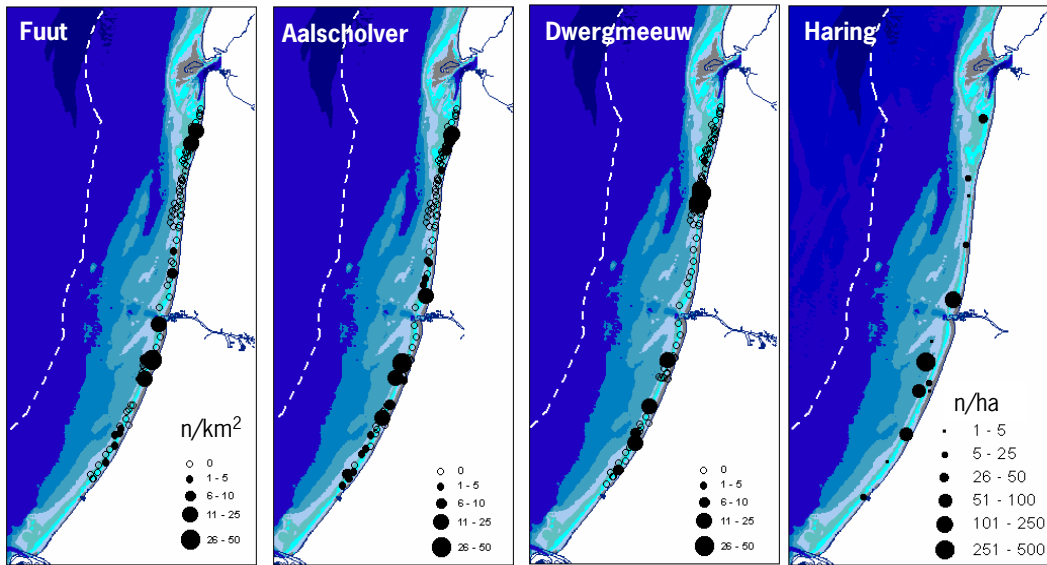 Fuut
Aalscholver
Dwergmeeuw
Haring
n/km²
0
1 - 5
6 - 10
11 - 25
26 - 50
0
1 - 5
6 - 10
11 - 25
26 - 50
0
1 - 5
6 - 10
11 - 25
26 - 50
n/ha
1 - 5
5 - 25
26 - 50
51 - 100
101 - 250
251 - 500